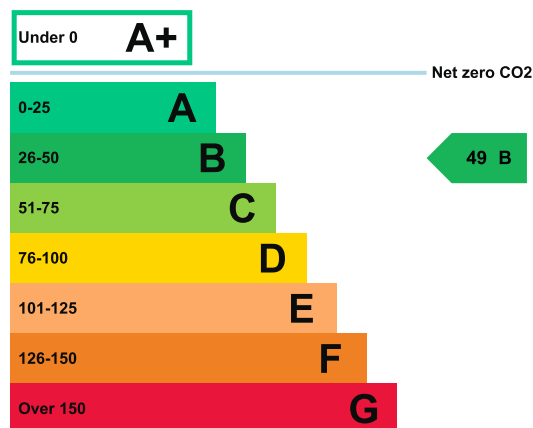 Under 0 A+
Net zero CO2
0-25 A
26-50 B
49 B
51-75 C
76-100 D
101-125 E
126-150 F
Over 150 G